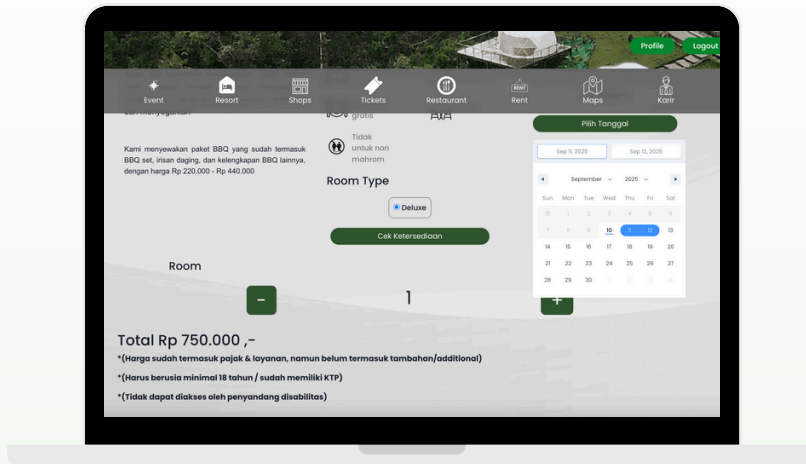 Profile
Logout
Event
Resort
Shops
Tickets
Restaurant
RENT
Rent
Maps
Karir
gratis
Pilih Tanggal
Kami menyewakan paket BBQ yang sudah termasuk
BBQ set, irisan daging, dan kelengkapan BBQ lainnya,
dengan harga Rp 220.000 - Rp 440.000
Tidak
untuk non
mahrom
Room Type
Deluxe
Cek Ketersediaan
Sep 11, 2025
Sep 12, 2025
September
2025
Sun Mon Tue Wed Thu Fri Sat
31 1 2 3 4 5 6
7 8 9 10 11 12 13
14 15 16 17 18 19 20
21 22 23 24 25 26 27
28 29 30
Room
-
1
+
Total Rp 750.000 ,-
*(Harga sudah termasuk pajak & layanan, namun belum termasuk tambahan/additional)
*(Harus berusia minimal 18 tahun / sudah memiliki KTP)
*(Tidak dapat diakses oleh penyandang disabilitas)